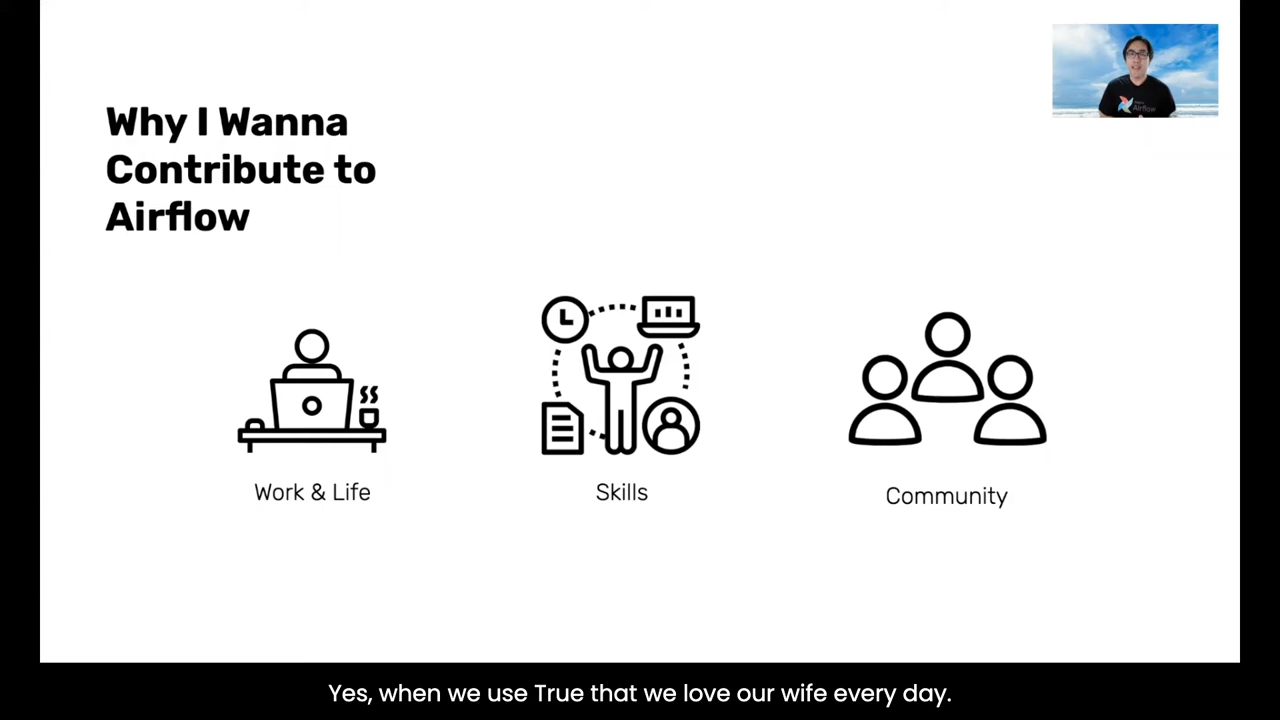 Why I Wanna
Contribute to
Airflow
Airflow
Work & Life
Skills
Community
Yes, when we use True that we love our wife every day.